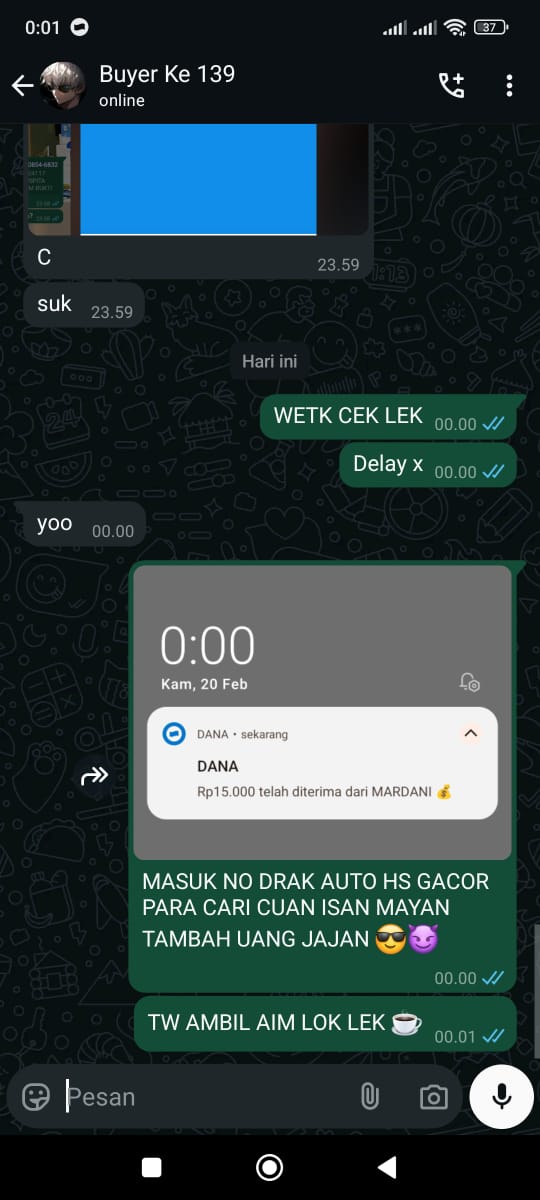 0:01
37
Buyer Ke 139
online
0854-6832
C
23.59
suk 23.59
Hari ini
WETK CEK LEK 00.00
Delay x 00.00
yoo 00.00
0:00
Kam, 20 Feb
DANA • sekarang
DANA
Rp15.000 telah diterima dari MARDANI 💰
MASUK NO DRAK AUTO HS GACOR
PARA CARI CUAN ISAN MAYAN
TAMBAH UANG JAJAN 😎😈
00.00
TW AMBIL AIM LOK LEK ☕ 00.01
Pesan